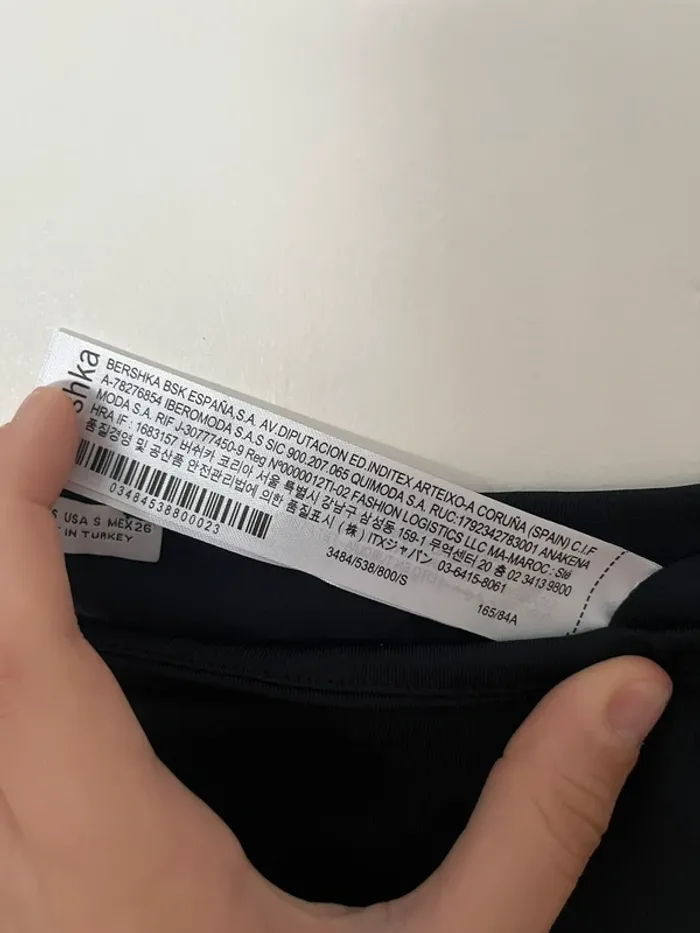 shka
BERSHKA BSK ESPAÑA,S.A. AV.DIPUTACION ED.INDITEX ARTEIXO-A CORUÑA (SPAIN) C.I.F
A-78276854 IBEROMODA S.A.S SIC 900.207.065 QUIMODA S.A. RUC:1792342783001 ANAKENA
MODA S.A. RIF J-30777450-9 Reg Nº0000012TI-02 FASHION LOGISTICS LLC MA-MAROC : Sté
HRA IF : 1683157 버쉬카 코리아, 서울 특별시 강남구 삼성동 159-1 무역센터 20 층 02 3413 9800
품질경영 및 공산품 안전관리법에 의한 품질표시 (株) ITXジャパン 03-6415-8061
03484538800023
3484/538/800/S
165/84A
USA S MEX26
IN TURKEY